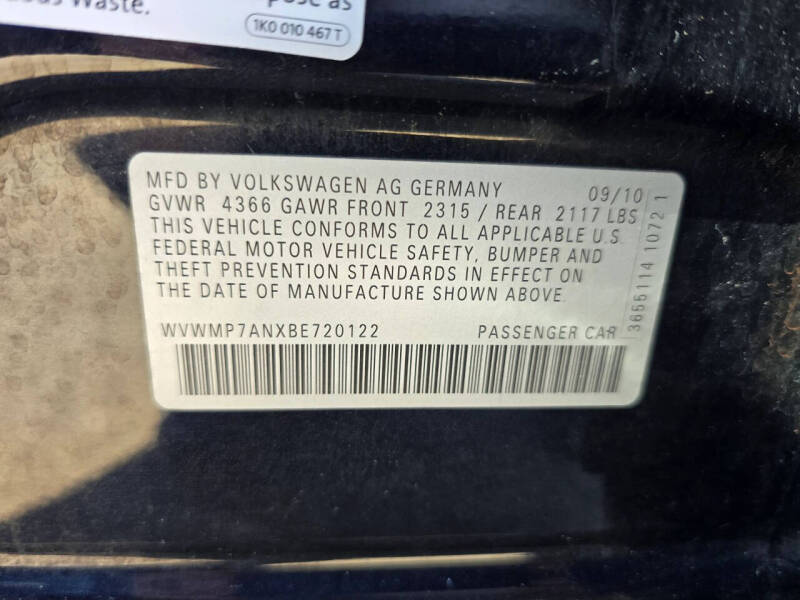 Waste.
1K0 010 467 T
MFD BY VOLKSWAGEN AG GERMANY 09/10
GVWR 4366 GAWR FRONT 2315 / REAR 2117 LBS
THIS VEHICLE CONFORMS TO ALL APPLICABLE U.S.
FEDERAL MOTOR VEHICLE SAFETY, BUMPER AND
THEFT PREVENTION STANDARDS IN EFFECT ON
THE DATE OF MANUFACTURE SHOWN ABOVE.
WVWMP7ANXBE720122 PASSENGER CAR
3655114 1072 1